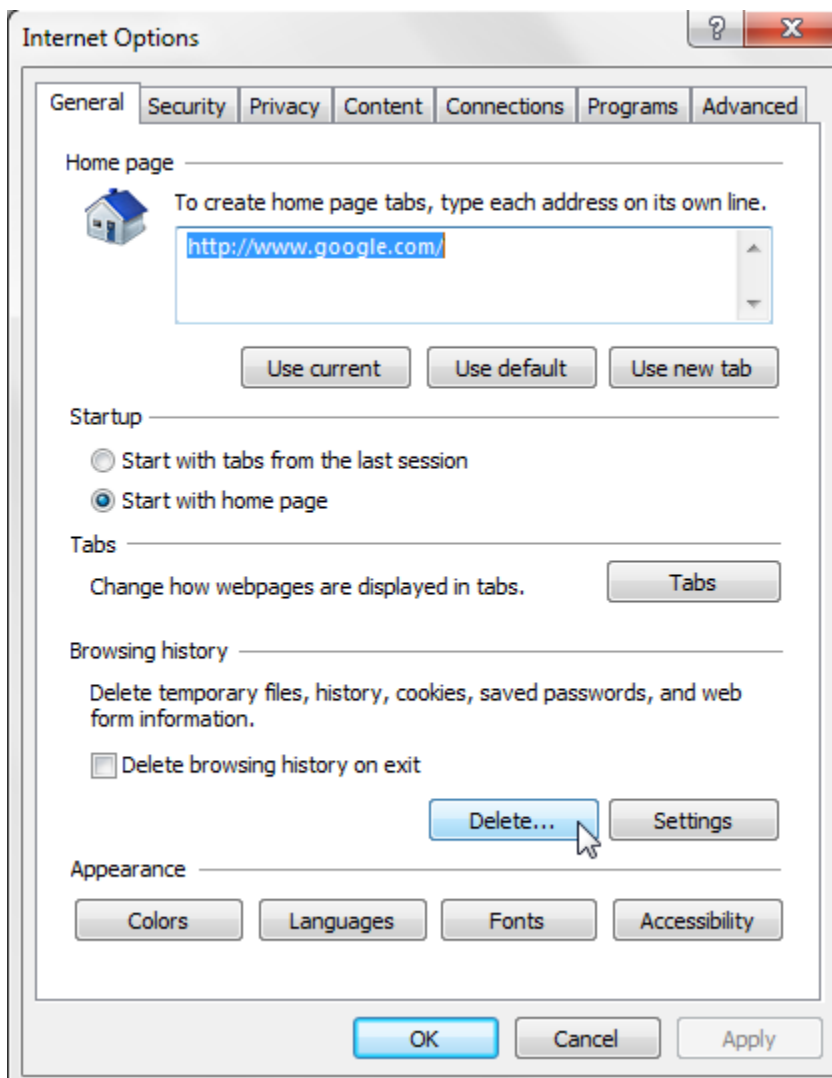 Internet Options
General Security Privacy Content Connections Programs Advanced
Home page
To create home page tabs, type each address on its own line.
http://www.google.com/
Use current Use default Use new tab
Startup
Start with tabs from the last session
Start with home page
Tabs
Change how webpages are displayed in tabs. Tabs
Browsing history
Delete temporary files, history, cookies, saved passwords, and web
form information.
Delete browsing history on exit
Delete... Settings
Appearance
Colors Languages Fonts Accessibility
OK Cancel Apply